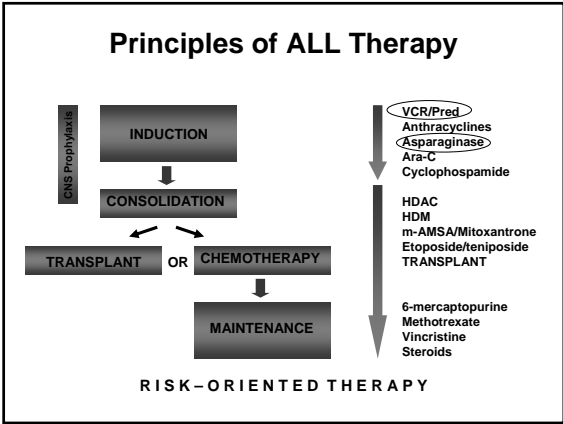 Principles of ALL Therapy
CNS Prophylaxis
INDUCTION
CONSOLIDATION
TRANSPLANT OR CHEMOTHERAPY
MAINTENANCE
VCR/Pred
Anthracyclines
Asparaginase
Ara-C
Cyclophospamide
HDAC
HDM
m-AMSA/Mitoxantrone
Etoposide/teniposide
TRANSPLANT
6-mercaptopurine
Methotrexate
Vincristine
Steroids
RISK–ORIENTED THERAPY